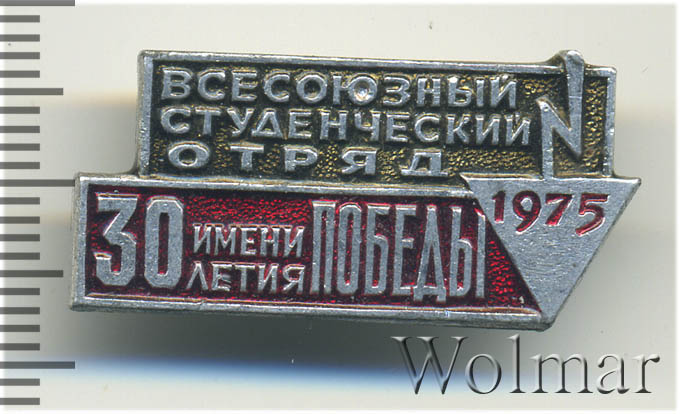 ВСЕСОЮЗНЫЙ
СТУДЕНЧЕСКИЙ
ОТРЯД
1975
30 ИМЕНИ ЛЕТИЯ ПОБЕДЫ
Wolmar